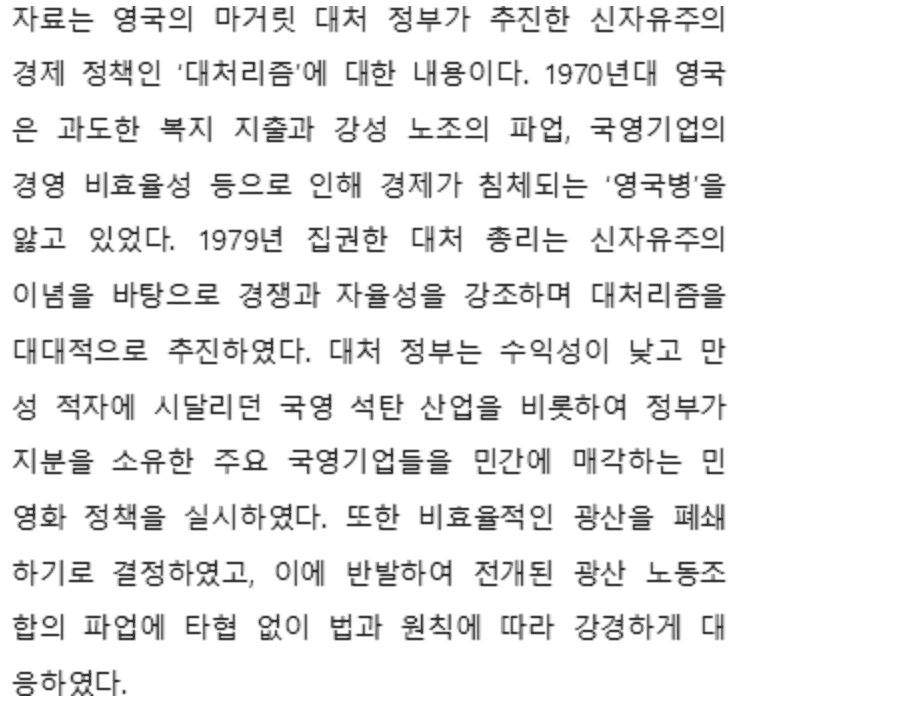 자료는 영국의 마거릿 대처 정부가 추진한 신자유주의
경제 정책인 ‘대처리즘’에 대한 내용이다. 1970년대 영국
은 과도한 복지 지출과 강성 노조의 파업, 국영기업의
경영 비효율성 등으로 인해 경제가 침체되는 ‘영국병’을
앓고 있었다. 1979년 집권한 대처 총리는 신자유주의
이념을 바탕으로 경쟁과 자율성을 강조하며 대처리즘을
대대적으로 추진하였다. 대처 정부는 수익성이 낮고 만
성 적자에 시달리던 국영 석탄 산업을 비롯하여 정부가
지분을 소유한 주요 국영기업들을 민간에 매각하는 민
영화 정책을 실시하였다. 또한 비효율적인 광산을 폐쇄
하기로 결정하였고, 이에 반발하여 전개된 광산 노동조
합의 파업에 타협 없이 법과 원칙에 따라 강경하게 대
응하였다.